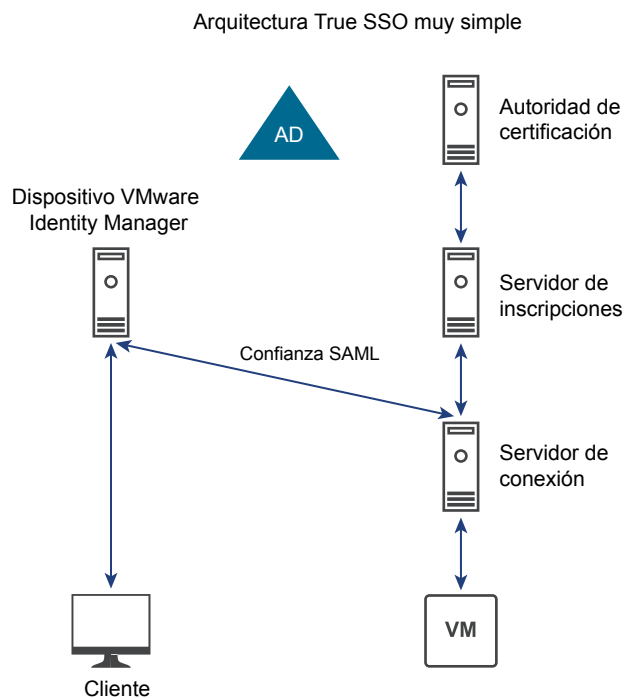 Arquitectura True SSO muy simple
AD
Autoridad de
certificación
Dispositivo VMware
Identity Manager
Servidor de
inscripciones
Confianza SAML
Servidor de
conexión
VM
Cliente